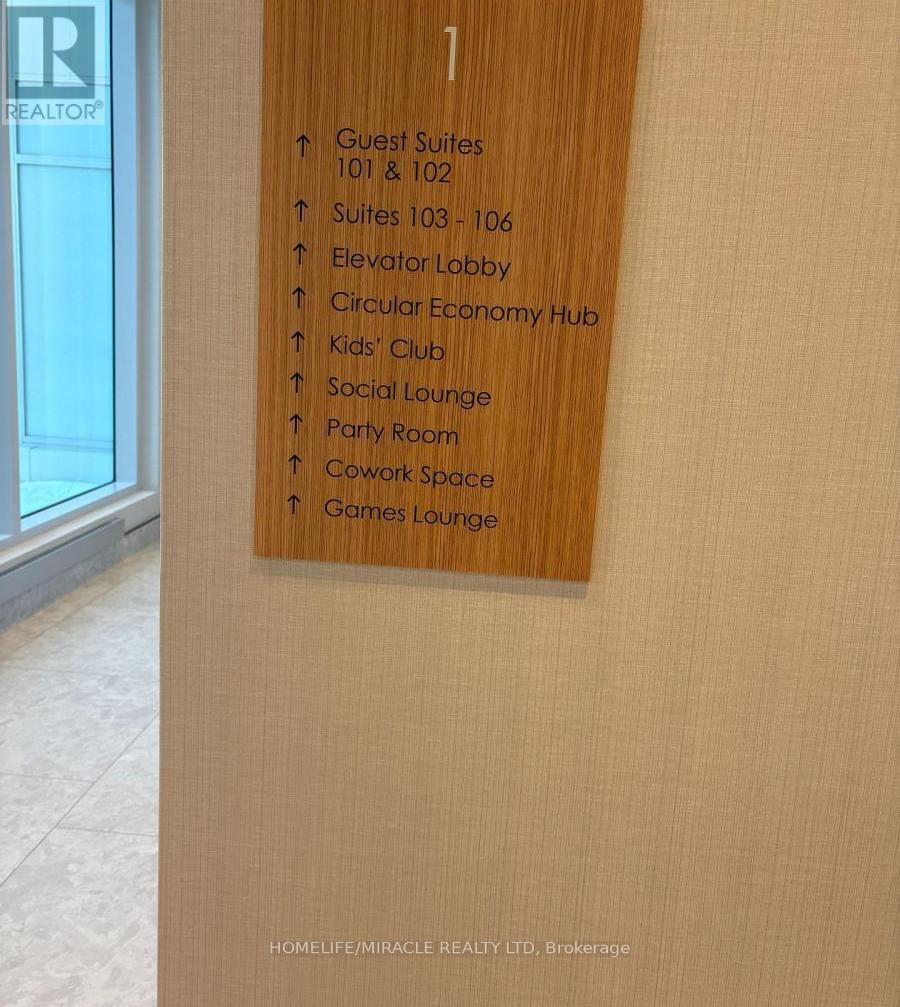 R
REALTOR®
1
↑ Guest Suites
101 & 102
↑ Suites 103 - 106
↑ Elevator Lobby
↑ Circular Economy Hub
↑ Kids' Club
↑ Social Lounge
↑ Party Room
↑ Cowork Space
↑ Games Lounge
HOMELIFE/MIRACLE REALTY LTD, Brokerage